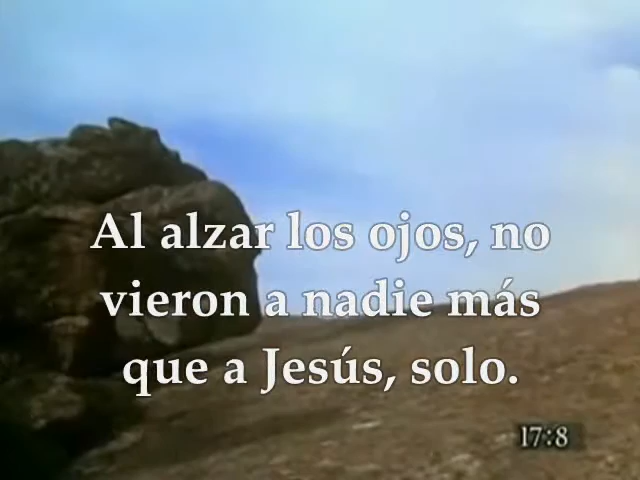 Al alzar los ojos, no
vieron a nadie más
que a Jesús, solo.
17:8